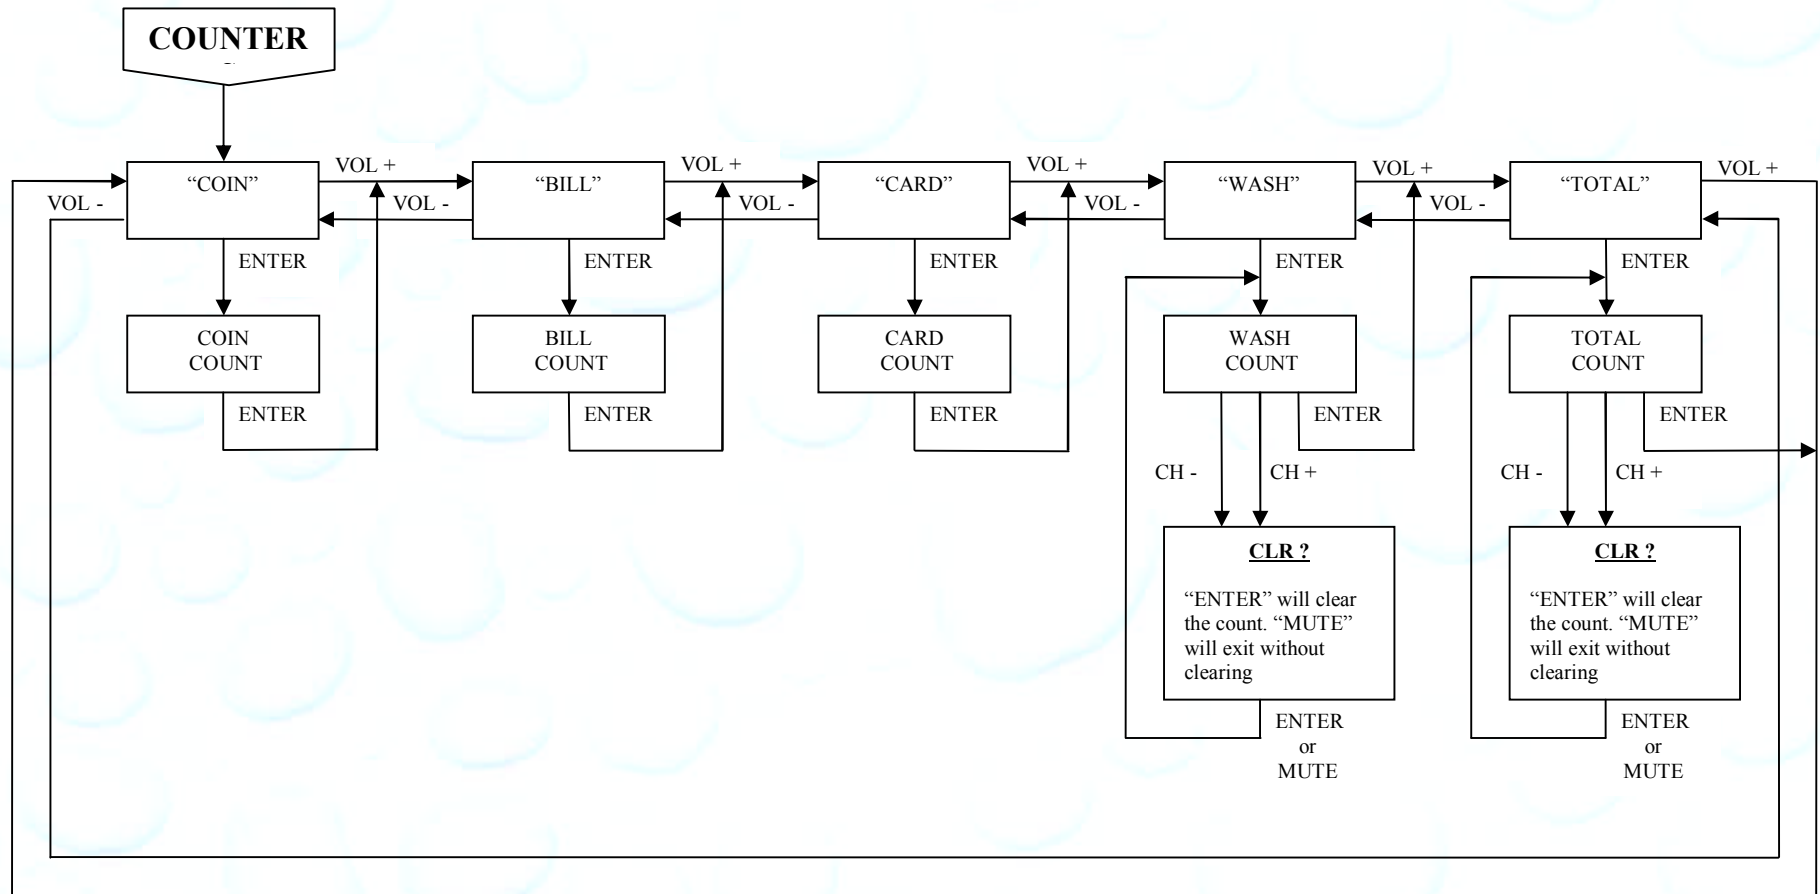 COUNTER
VOL +
VOL +
VOL +
VOL +
VOL +
“COIN”
“BILL”
“CARD”
“WASH”
“TOTAL”
VOL -
VOL -
VOL -
VOL -
VOL -
ENTER
ENTER
ENTER
ENTER
ENTER
COIN
COUNT
BILL
COUNT
CARD
COUNT
WASH
COUNT
TOTAL
COUNT
ENTER
ENTER
ENTER
ENTER
ENTER
CH -
CH +
CH -
CH +
CLR ?
“ENTER” will clear
the count. “MUTE”
will exit without
clearing
CLR ?
“ENTER” will clear
the count. “MUTE”
will exit without
clearing
ENTER
or
MUTE
ENTER
or
MUTE